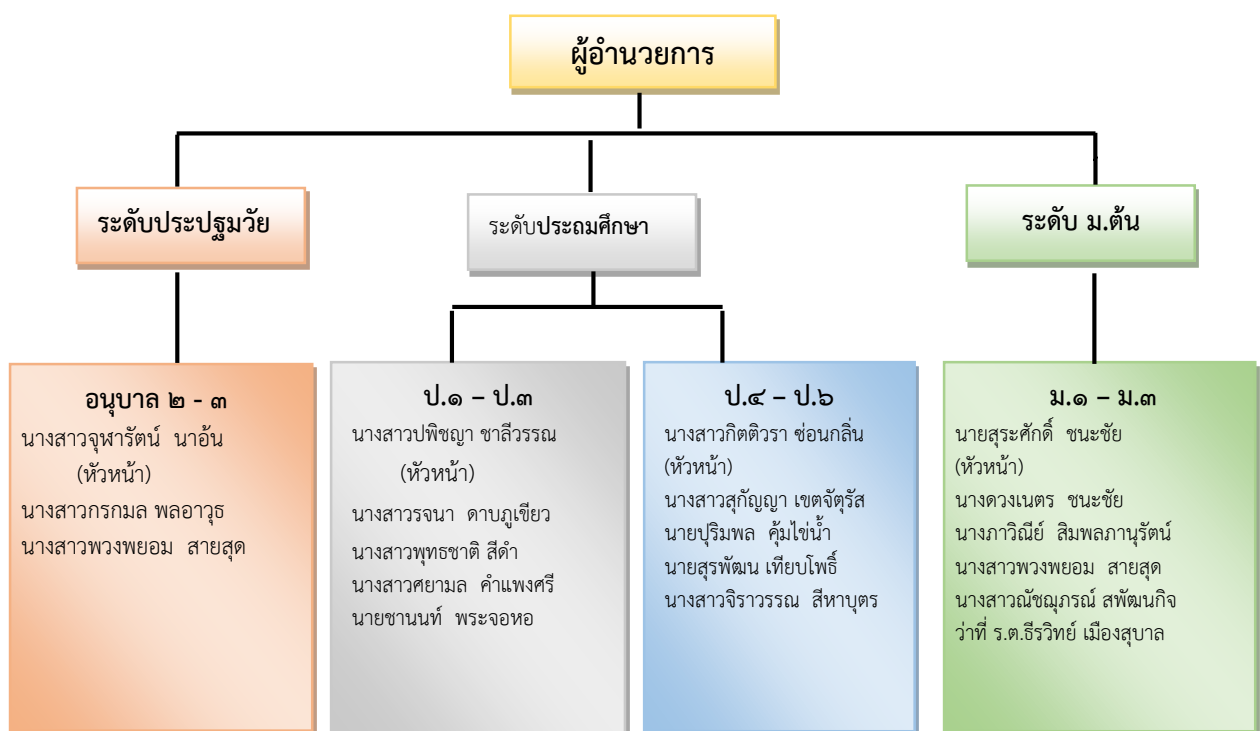 ผู้อำนวยการ
ระดับประปฐมวัย
ระดับประถมศึกษา
ระดับ ม.ต้น
อนุบาล ๒ - ๓
นางสาวจุฬารัตน์ นาอ้น
(หัวหน้า)
นางสาวกรกมล พลอาวุธ
นางสาวพวงพยอม สายสุด
ป.๑ – ป.๓
นางสาวปพิชญา ชาลีวรรณ
(หัวหน้า)
นางสาวรจนา ดาบภูเขียว
นางสาวพุทธชาติ สีดำ
นางสาวศยามล คำแพงศรี
นายชานนท์ พระจอหอ
ป.๔ – ป.๖
นางสาวกิตติวรา ซ่อนกลิ่น
(หัวหน้า)
นางสาวสุกัญญา เขตจัตุรัส
นายปุริมพล คุ้มไข่น้ำ
นายสุรพัฒน เทียบโพธิ์
นางสาวจิราวรรณ สีหาบุตร
ม.๑ – ม.๓
นายสุระศักดิ์ ชนะชัย
(หัวหน้า)
นางดวงเนตร ชนะชัย
นางภาวิณีย์ สิมพลภานุรัตน์
นางสาวพวงพยอม สายสุด
นางสาวณัชฌุภรณ์ สพัฒนกิจ
ว่าที่ ร.ต.ธีรวิทย์ เมืองสุบาล